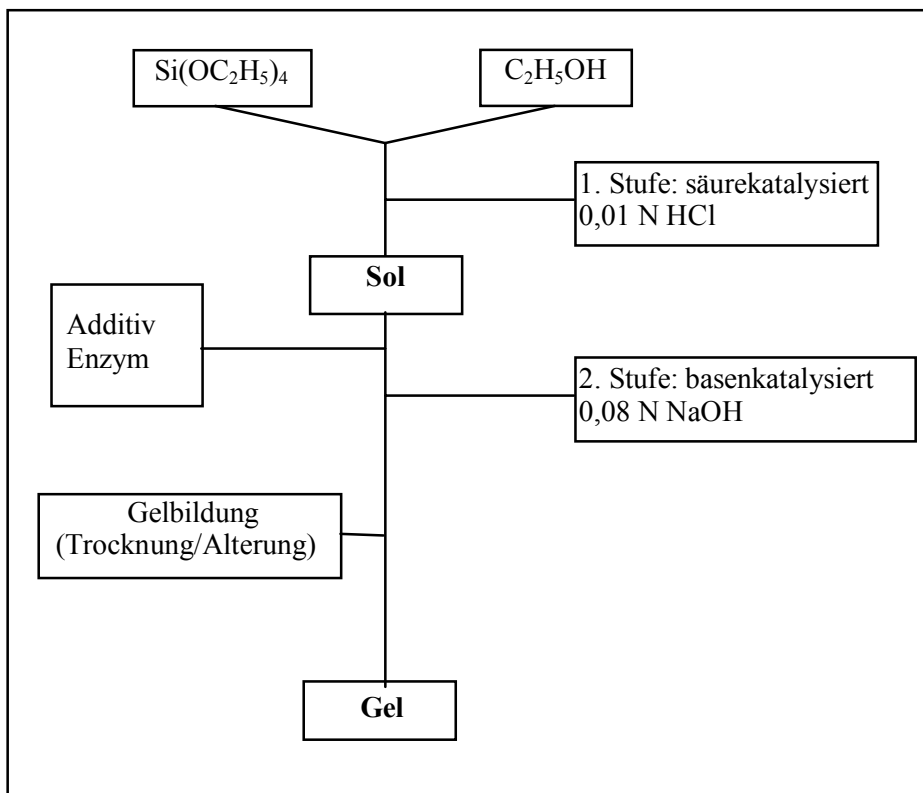 Si(OC₂H₅)₄
C₂H₅OH
1. Stufe: säurekatalysiert
0,01 N HCl
Sol
Additiv
Enzym
2. Stufe: basenkatalysiert
0,08 N NaOH
Gelbildung
(Trocknung/Alterung)
Gel